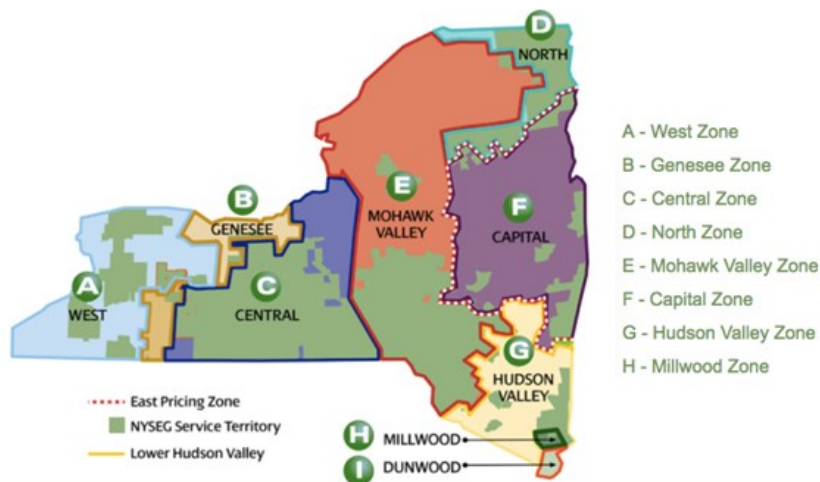 D
NORTH
A - West Zone
B - Genesee Zone
C - Central Zone
D - North Zone
E - Mohawk Valley Zone
F - Capital Zone
G - Hudson Valley Zone
H - Millwood Zone
E
MOHAWK
VALLEY
F
CAPITAL
B
GENESEE
A
WEST
C
CENTRAL
G
HUDSON
VALLEY
East Pricing Zone
NYSEG Service Territory
Lower Hudson Valley
H MILLWOOD
I DUNWOOD